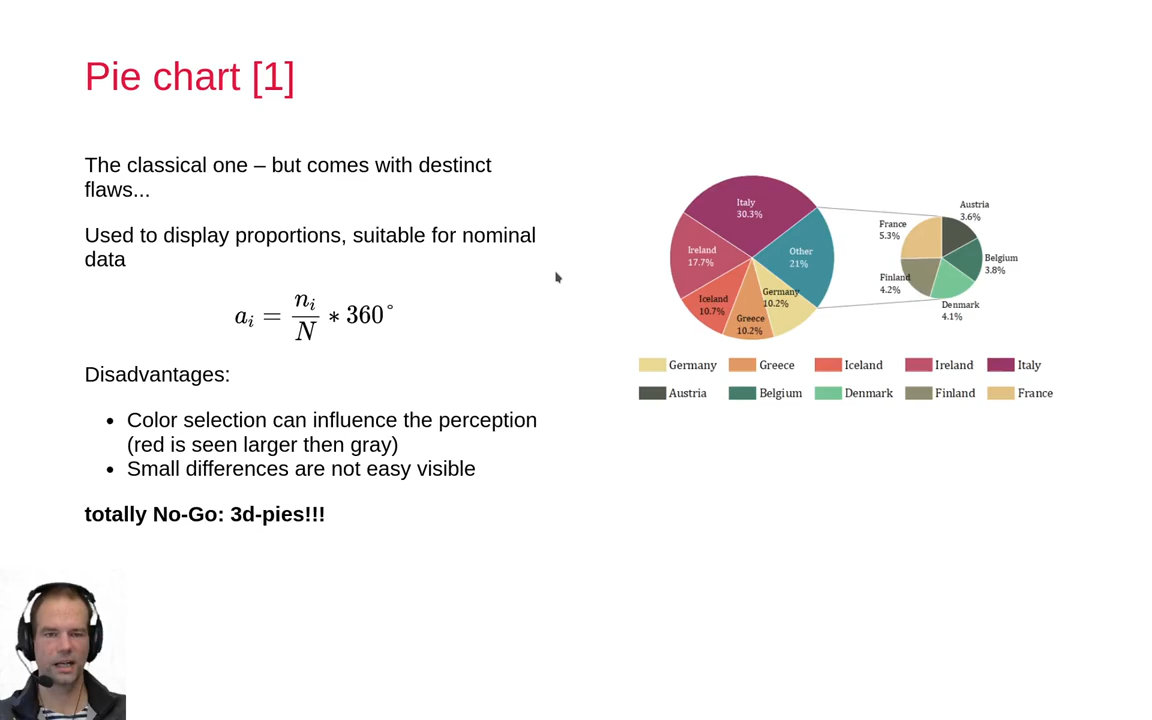 Pie chart [1]
The classical one – but comes with destinct
flaws...
Used to display proportions, suitable for nominal
data
a_i = n_i / N ∗ 360°
Disadvantages:
• Color selection can influence the perception
(red is seen larger then gray)
• Small differences are not easy visible
totally No-Go: 3d-pies!!!
Italy
30.3%
Ireland
17.7%
Iceland
10.7%
Greece
10.2%
Germany
10.2%
Other
21%
France
5.3%
Austria
3.6%
Belgium
3.8%
Finland
4.2%
Denmark
4.1%
Germany Greece Iceland Ireland Italy
Austria Belgium Denmark Finland France